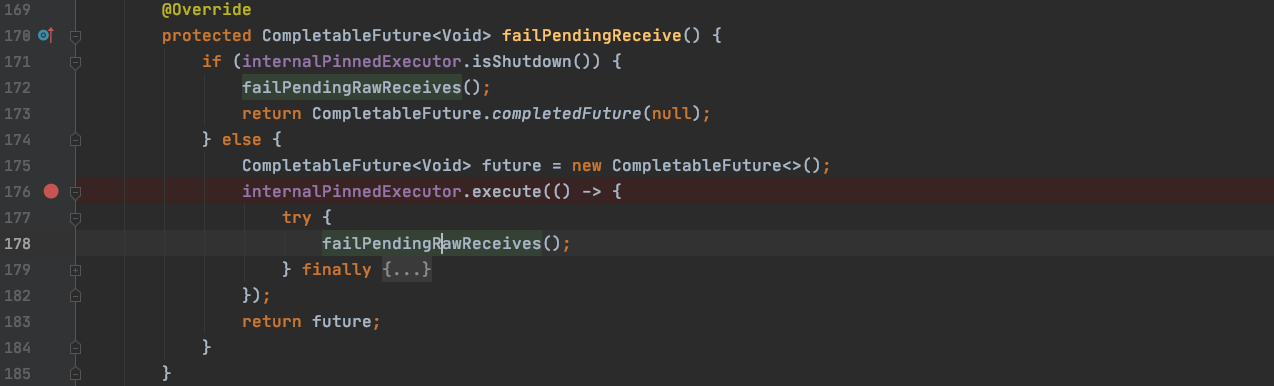 169 @Override
170 protected CompletableFuture<Void> failPendingReceive() {
171 if (internalPinnedExecutor.isShutdown()) {
172 failPendingRawReceives();
173 return CompletableFuture.completedFuture(null);
174 } else {
175 CompletableFuture<Void> future = new CompletableFuture<>();
176 internalPinnedExecutor.execute(() -> {
177 try {
178 failPendingRawReceives();
179 } finally {...}
182 });
183 return future;
184 }
185 }